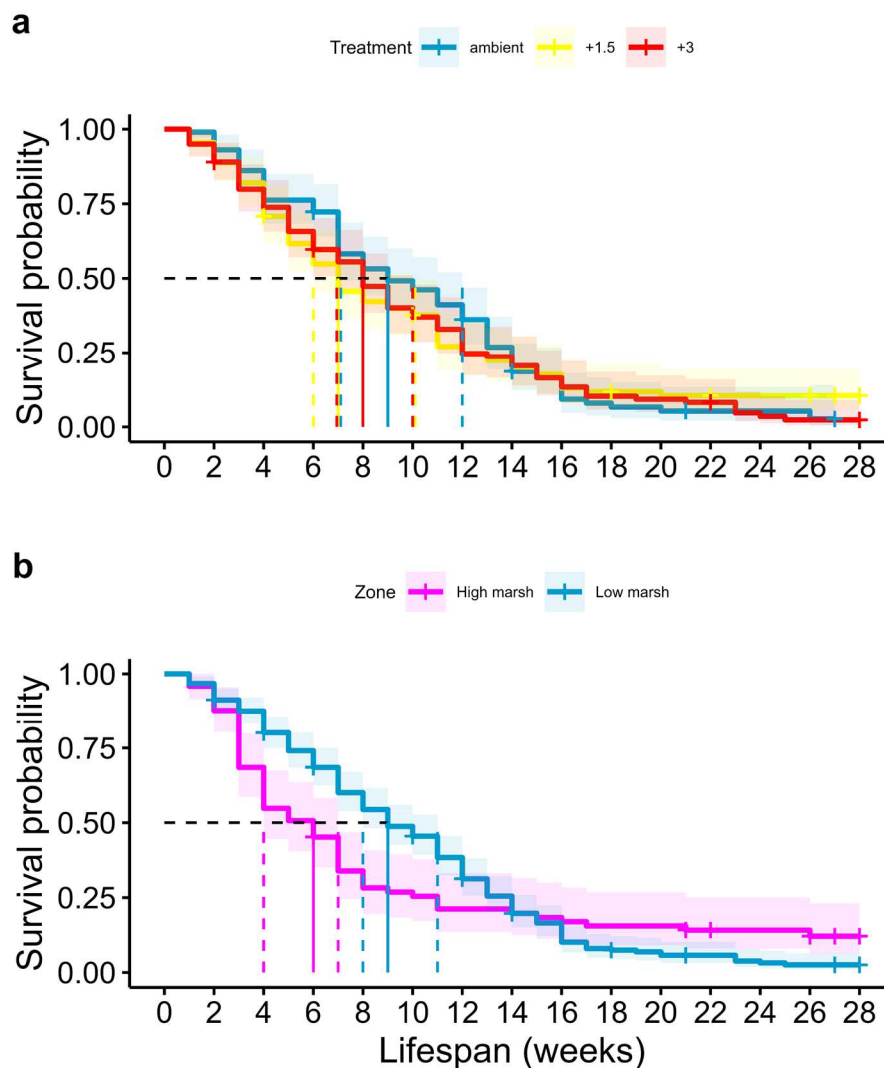 a
Treatment ambient +1.5 +3
Survival probability
1.00
0.75
0.50
0.25
0.00
0 2 4 6 8 10 12 14 16 18 20 22 24 26 28
b
Zone High marsh Low marsh
Survival probability
1.00
0.75
0.50
0.25
0.00
0 2 4 6 8 10 12 14 16 18 20 22 24 26 28
Lifespan (weeks)